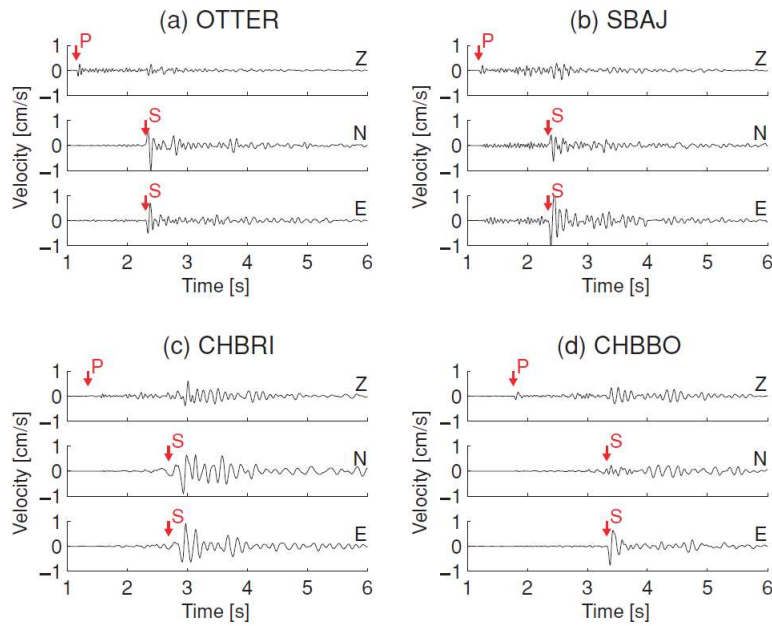 (a) OTTER
P
1
0
−1
Z
S
1
0
−1
N
S
1
0
−1
E
Velocity [cm/s]
1 2 3 4 5 6
Time [s]
(b) SBAJ
P
1
0
−1
Z
S
1
0
−1
N
S
1
0
−1
E
Velocity [cm/s]
1 2 3 4 5 6
Time [s]
(c) CHBRI
P
1
0
−1
Z
S
1
0
−1
N
S
1
0
−1
E
Velocity [cm/s]
1 2 3 4 5 6
Time [s]
(d) CHBBO
P
1
0
−1
Z
S
1
0
−1
N
S
1
0
−1
E
Velocity [cm/s]
1 2 3 4 5 6
Time [s]